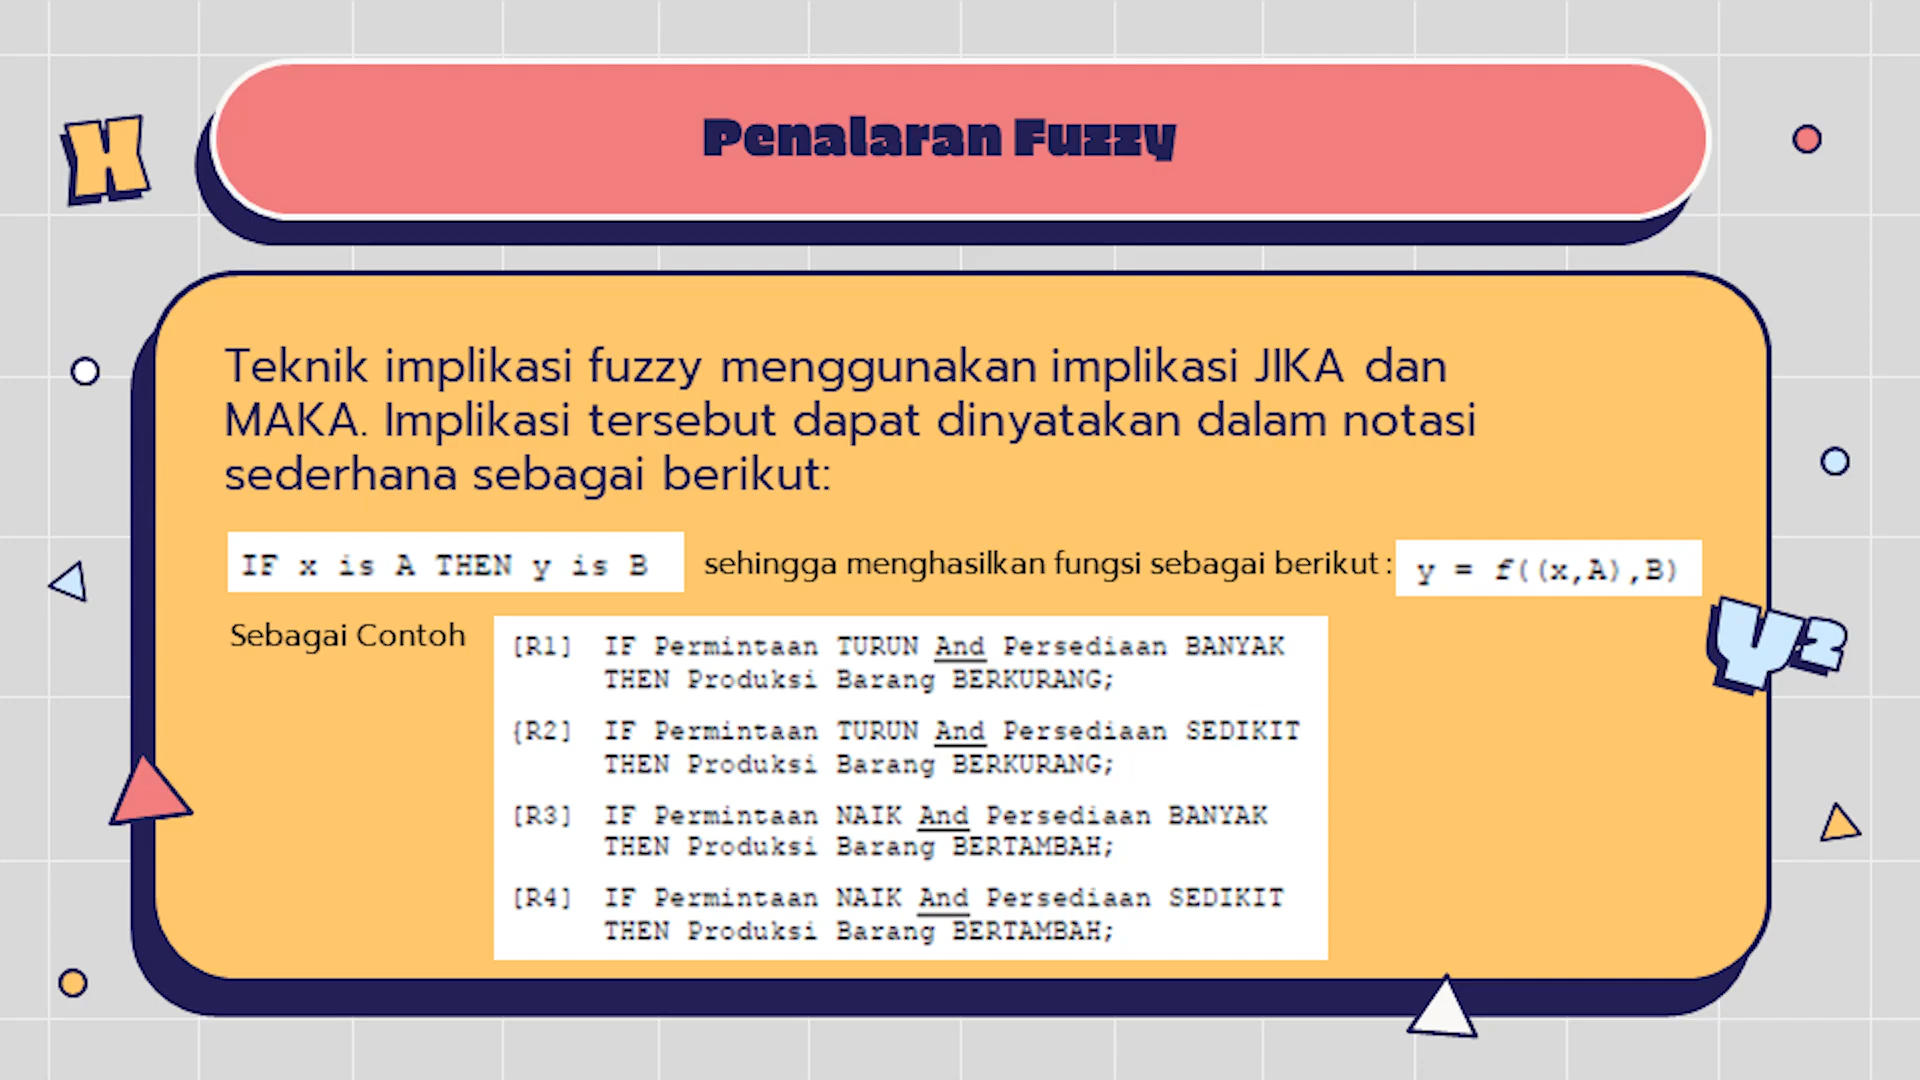 Penalaran Fuzzy
X
Teknik implikasi fuzzy menggunakan implikasi JIKA dan
MAKA. Implikasi tersebut dapat dinyatakan dalam notasi
sederhana sebagai berikut:
IF x is A THEN y is B sehingga menghasilkan fungsi sebagai berikut : y = f((x,A),B)
Y2
Sebagai Contoh
[R1] IF Permintaan TURUN And Persediaan BANYAK
THEN Produksi Barang BERKURANG;
{R2] IF Permintaan TURUN And Persediaan SEDIKIT
THEN Produksi Barang BERKURANG;
[R3] IF Permintaan NAIK And Persediaan BANYAK
THEN Produksi Barang BERTAMBAH;
[R4] IF Permintaan NAIK And Persediaan SEDIKIT
THEN Produksi Barang BERTAMBAH;